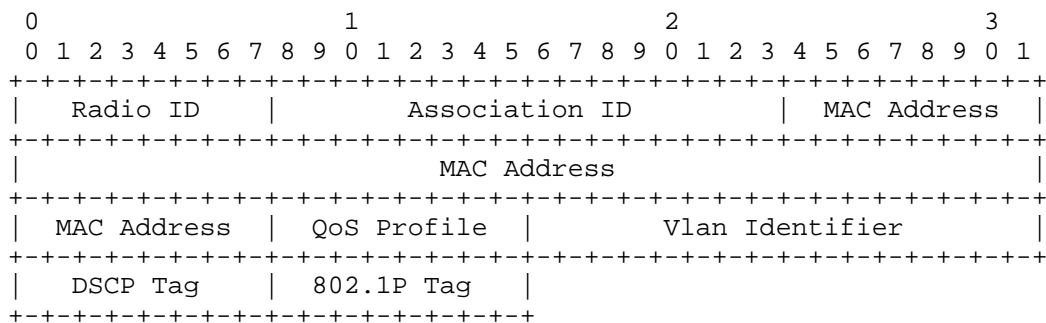 0                   1                   2                   3
 0 1 2 3 4 5 6 7 8 9 0 1 2 3 4 5 6 7 8 9 0 1 2 3 4 5 6 7 8 9 0 1
+-+-+-+-+-+-+-+-+-+-+-+-+-+-+-+-+-+-+-+-+-+-+-+-+-+-+-+-+-+-+-+-+
|   Radio ID    |        Association ID         |  MAC Address  |
+-+-+-+-+-+-+-+-+-+-+-+-+-+-+-+-+-+-+-+-+-+-+-+-+-+-+-+-+-+-+-+-+
|                          MAC Address                          |
+-+-+-+-+-+-+-+-+-+-+-+-+-+-+-+-+-+-+-+-+-+-+-+-+-+-+-+-+-+-+-+-+
|  MAC Address  |  QoS Profile  |        Vlan Identifier        |
+-+-+-+-+-+-+-+-+-+-+-+-+-+-+-+-+-+-+-+-+-+-+-+-+-+-+-+-+-+-+-+-+
|   DSCP Tag    |  802.1P Tag   |
+-+-+-+-+-+-+-+-+-+-+-+-+-+-+-+-+